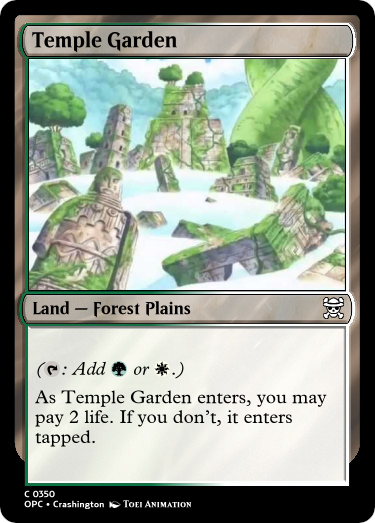 Temple Garden
Land — Forest Plains
(: Add or .)
As Temple Garden enters, you may
pay 2 life. If you don't, it enters
tapped.
C 0350
OPC • Crashington Toei Animation